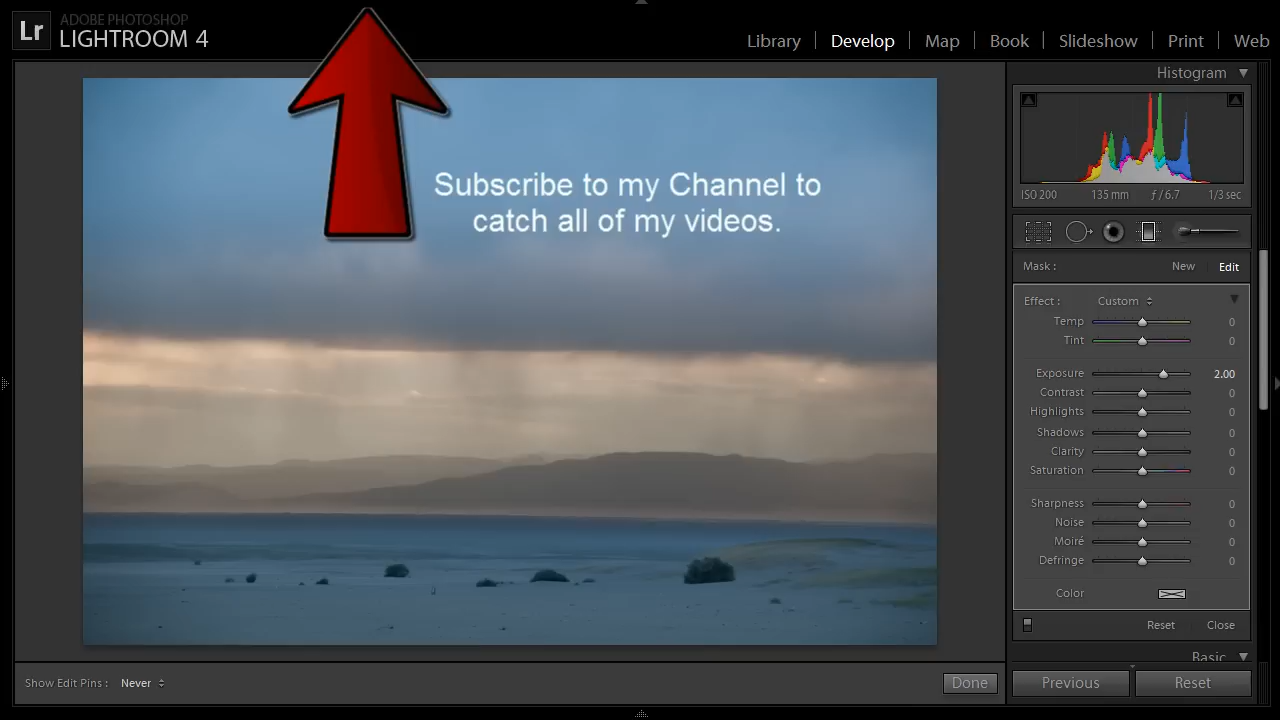 Lr
ADOBE PHOTOSHOP
LIGHTROOM 4
Library Develop Map Book Slideshow Print Web
Histogram
ISO 200 135 mm ƒ / 6.7 1/3 sec
Subscribe to my Channel to
catch all of my videos.
Mask : New Edit
Effect : Custom
Temp 0
Tint 0
Exposure 2.00
Contrast 0
Highlights 0
Shadows 0
Clarity 0
Saturation 0
Sharpness 0
Noise 0
Moiré 0
Defringe 0
Color
Reset Close
Basic
Show Edit Pins : Never
Done
Previous Reset